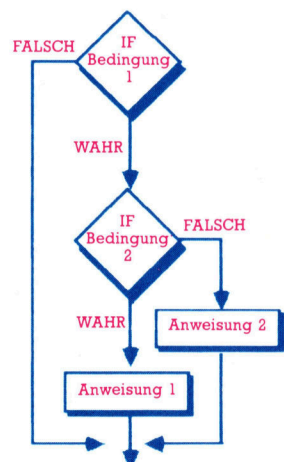 FALSCH
IF
Bedingung
1
WAHR
IF
Bedingung
2
FALSCH
WAHR
Anweisung 2
Anweisung 1